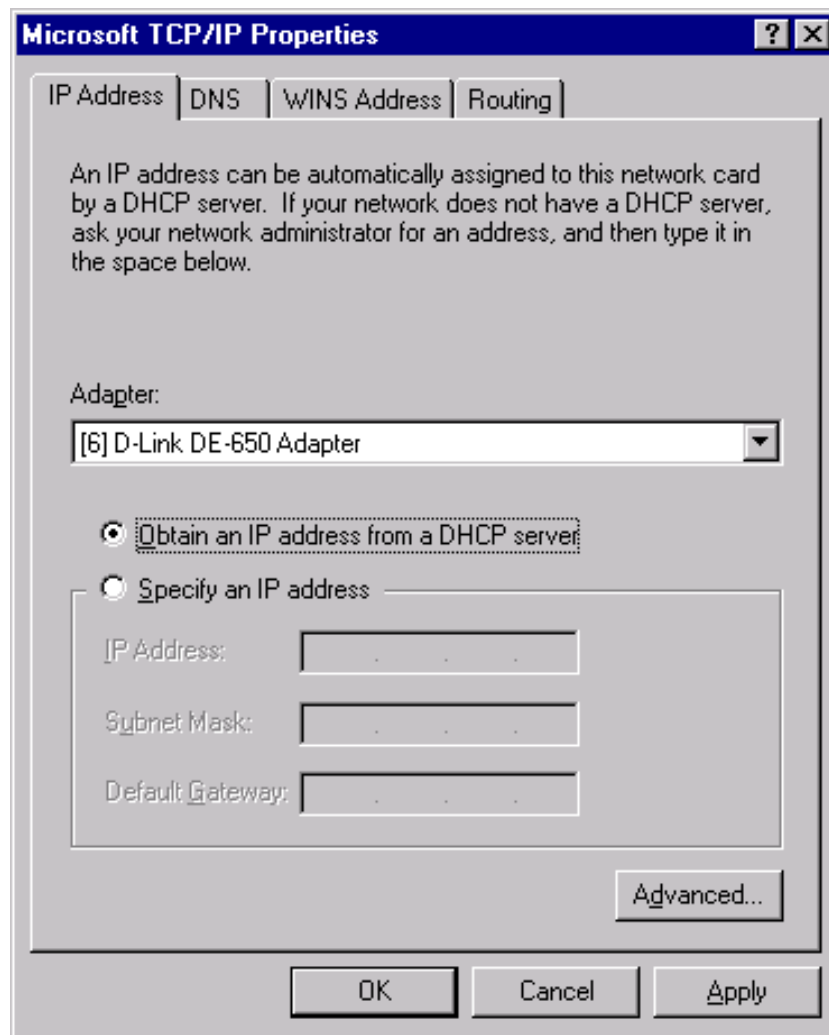 Microsoft TCP/IP Properties
IP Address DNS WINS Address Routing
An IP address can be automatically assigned to this network card
by a DHCP server. If your network does not have a DHCP server,
ask your network administrator for an address, and then type it in
the space below.
Adapter:
[6] D-Link DE-650 Adapter
Obtain an IP address from a DHCP server
Specify an IP address
IP Address:
Subnet Mask:
Default Gateway:
Advanced...
OK Cancel Apply